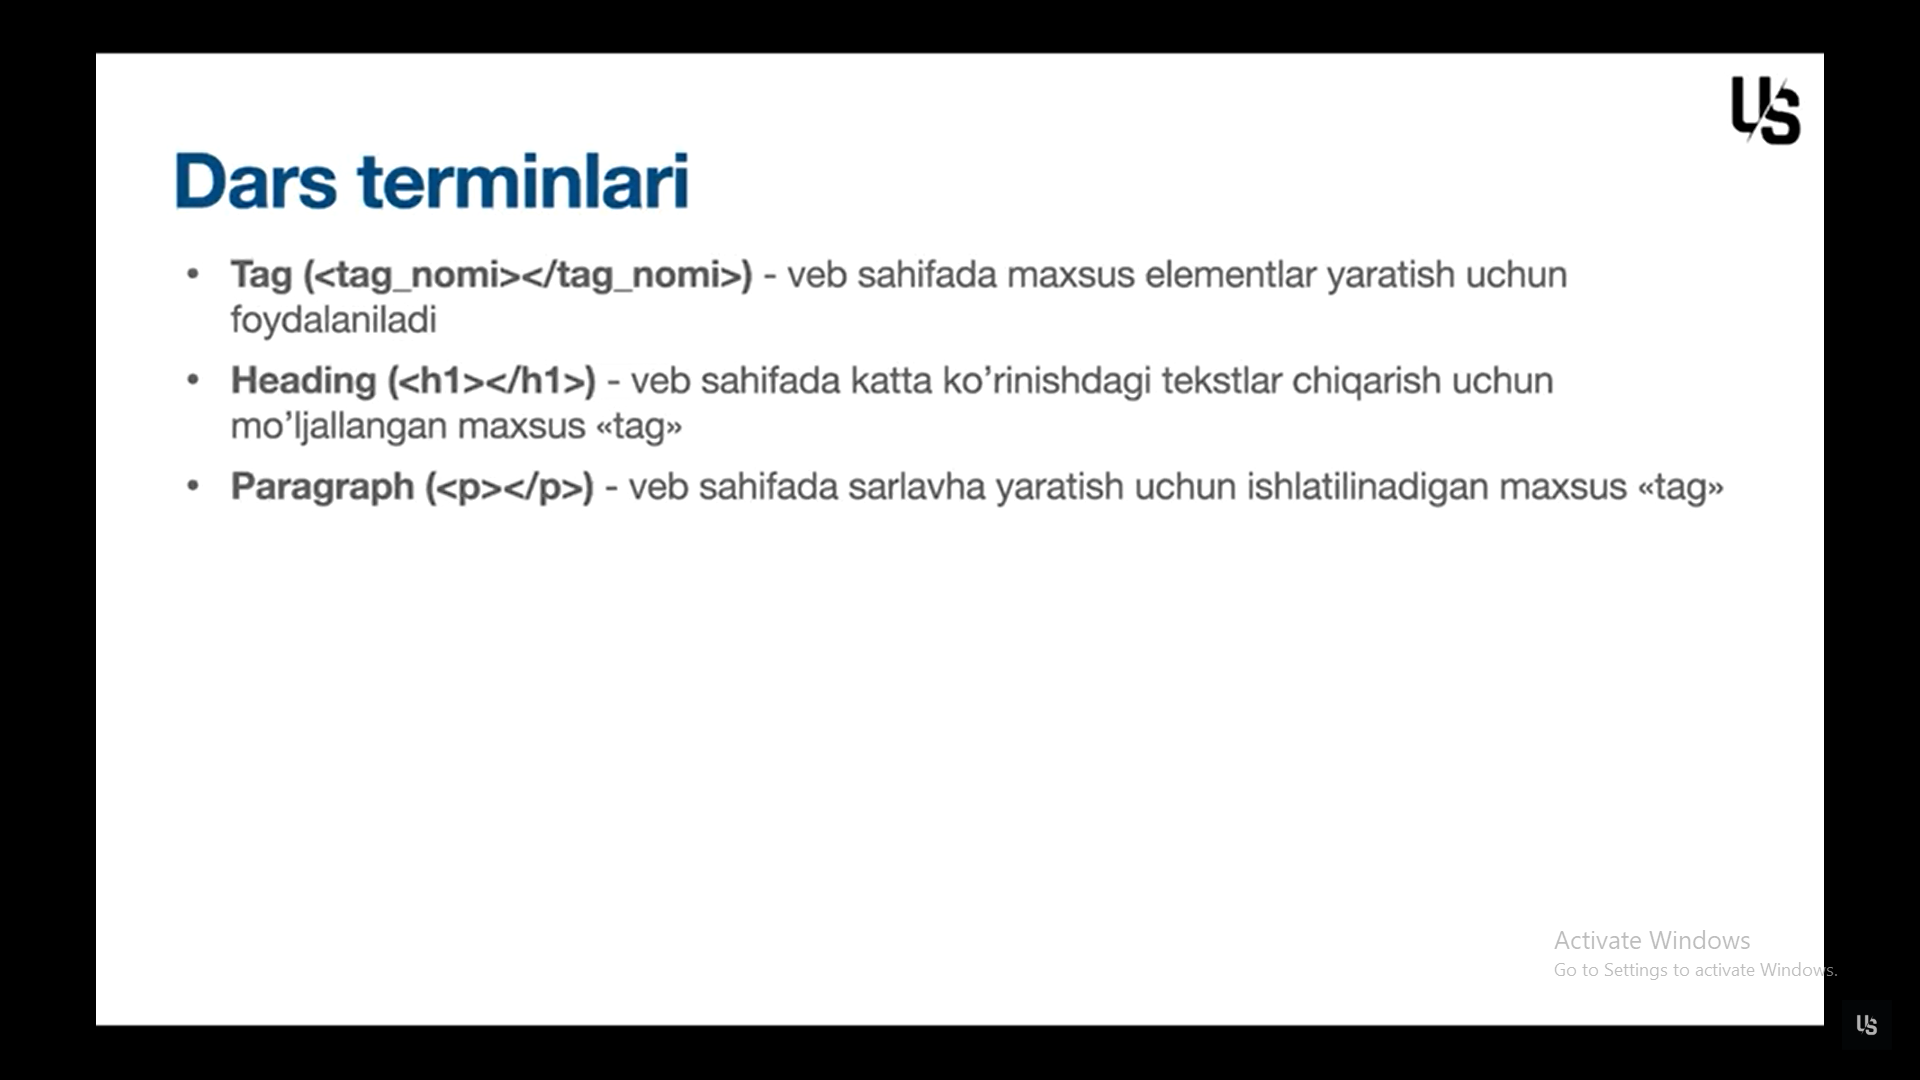 US
Dars terminlari
• Tag (<tag_nomi></tag_nomi>) - veb sahifada maxsus elementlar yaratish uchun
foydalaniladi
• Heading (<h1></h1>) - veb sahifada katta ko’rinishdagi tekstlar chiqarish uchun
mo’ljallangan maxsus «tag»
• Paragraph (<p></p>) - veb sahifada sarlavha yaratish uchun ishlatilinadigan maxsus «tag»
Activate Windows
Go to Settings to activate Windows.
US